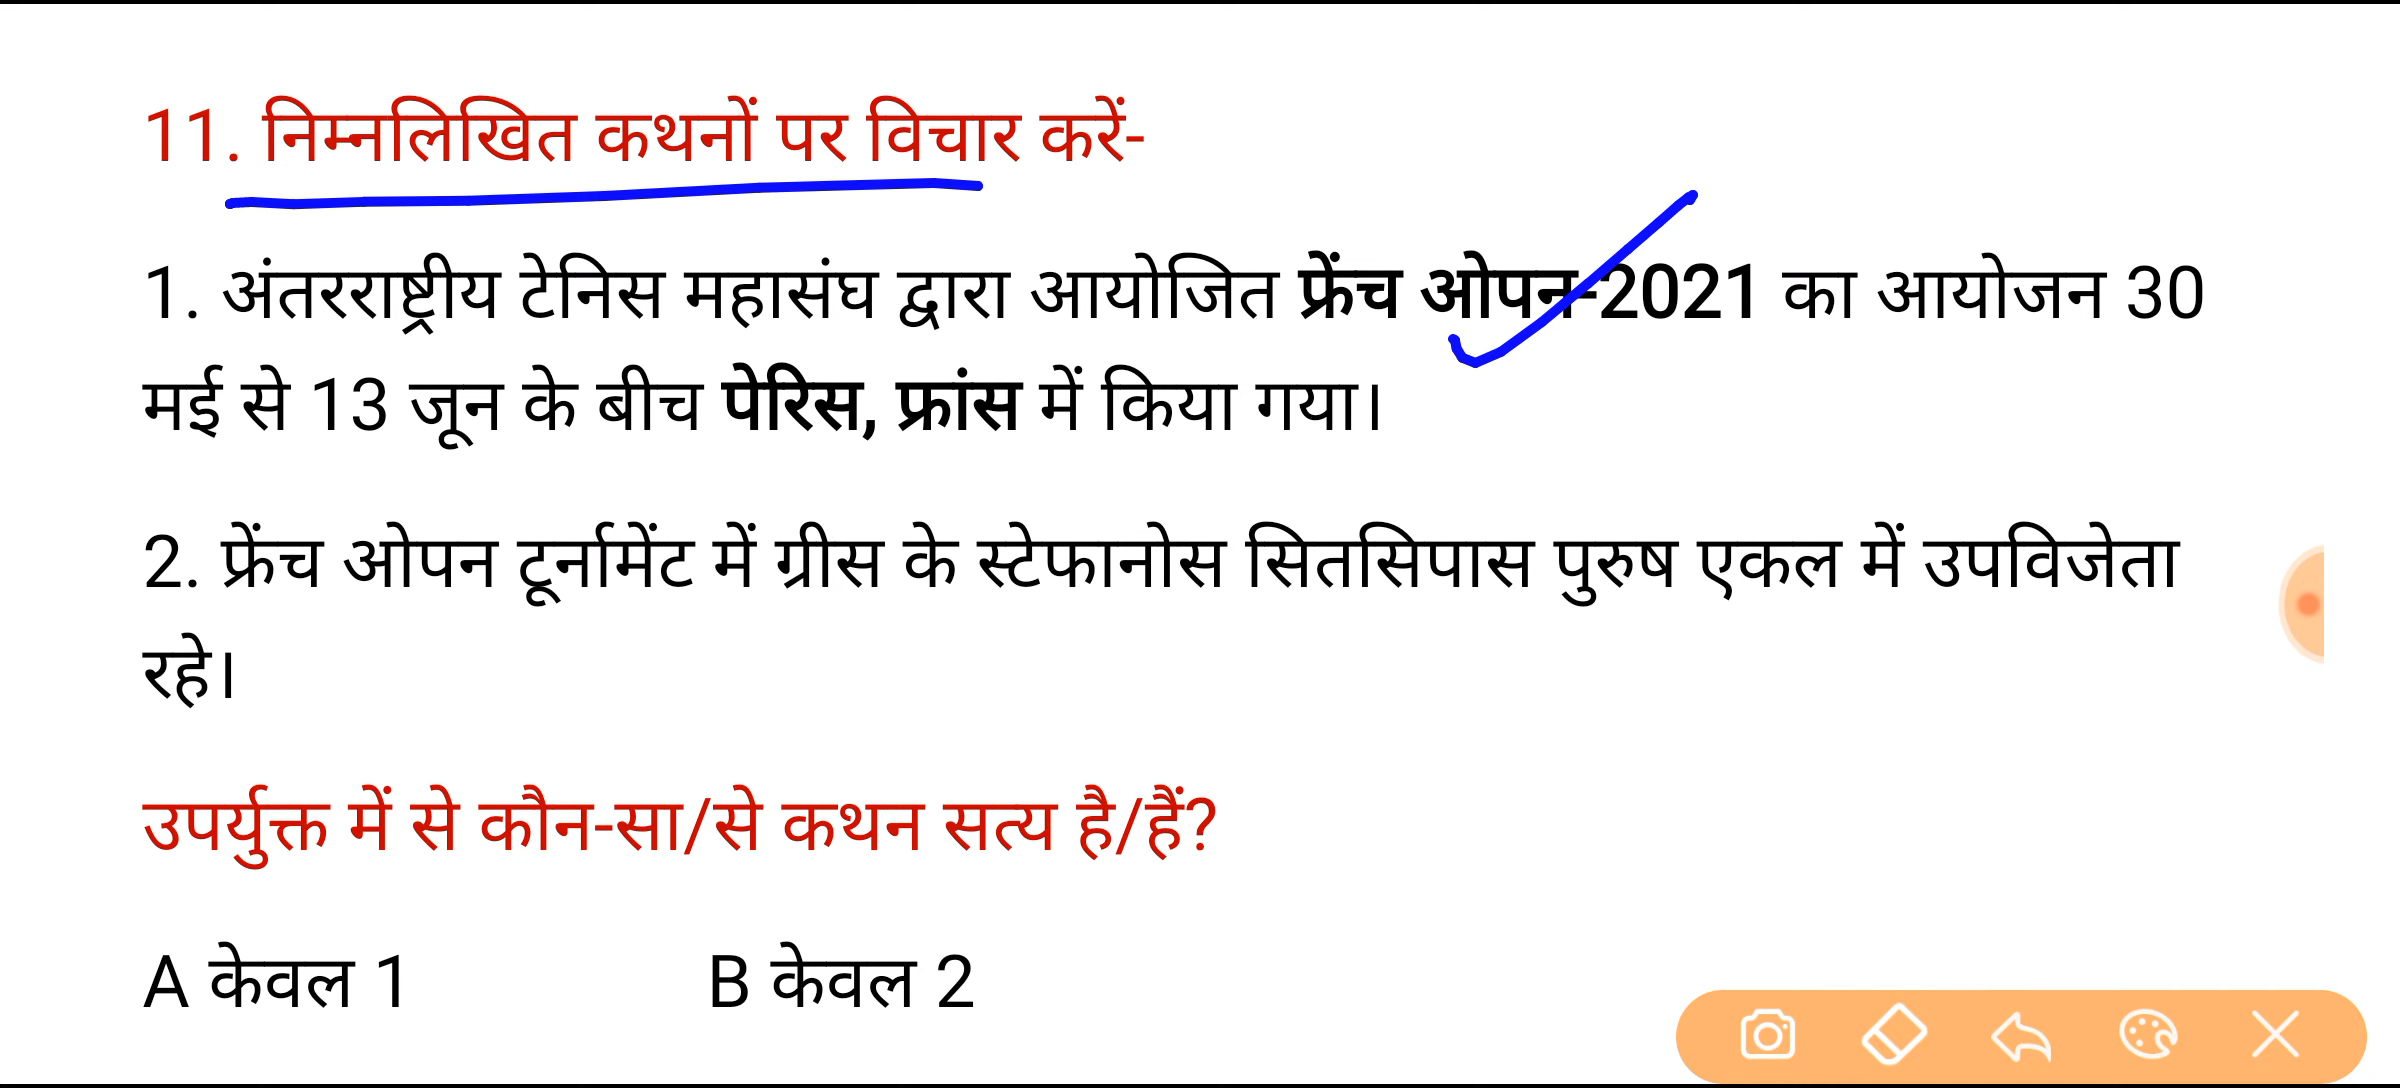 11. निम्नलिखित कथनों पर विचार करें-
1. अंतरराष्ट्रीय टेनिस महासंघ द्वारा आयोजित फ्रेंच ओपन-2021 का आयोजन 30
मई से 13 जून के बीच पेरिस, फ्रांस में किया गया।
2. फ्रेंच ओपन टूर्नामेंट में ग्रीस के स्टेफानोस सितसिपास पुरुष एकल में उपविजेता
रहे।
उपर्युक्त में से कौन-सा/से कथन सत्य है/हैं?
A केवल 1 B केवल 2